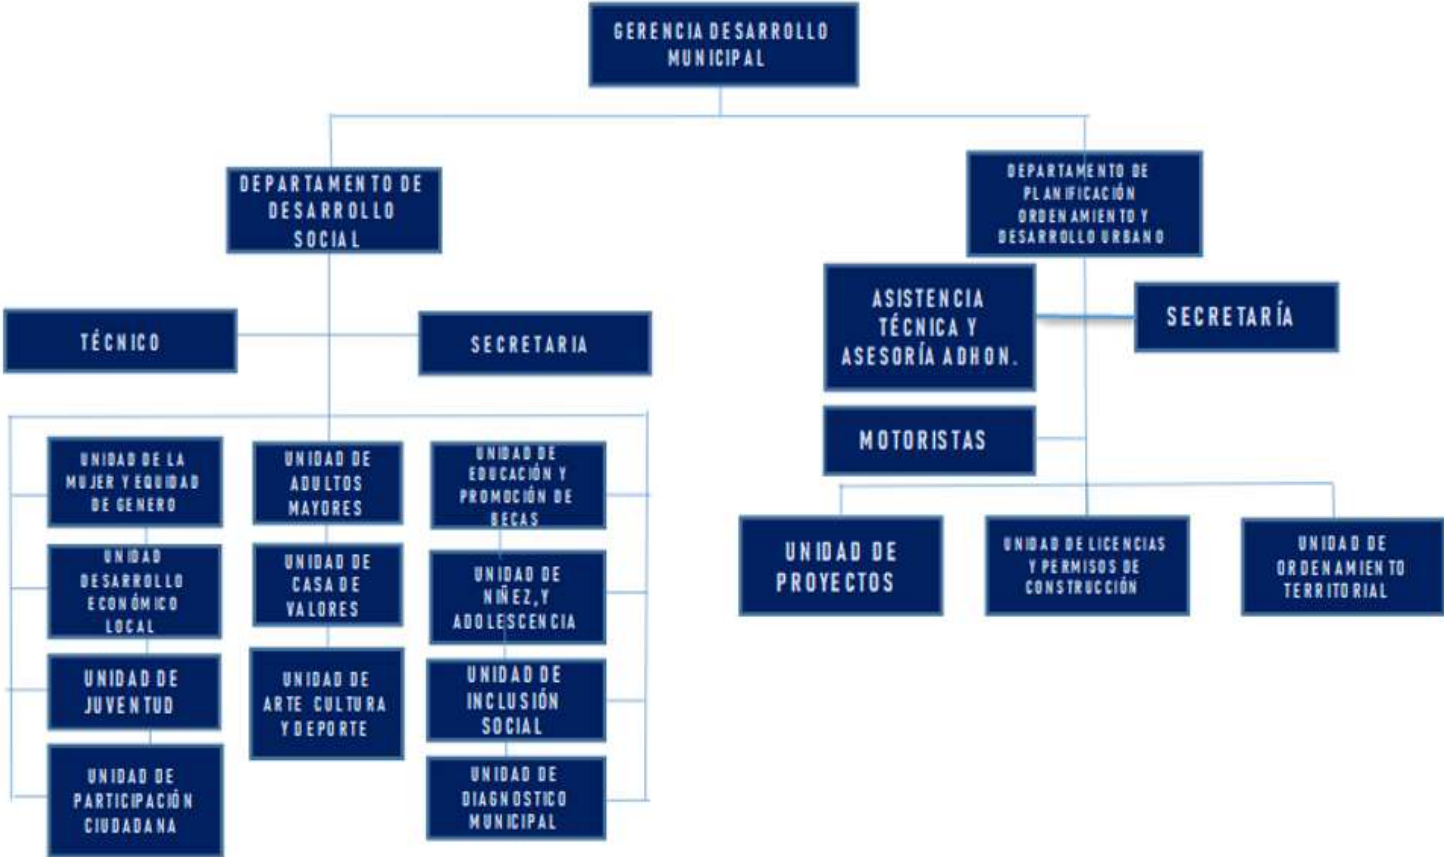 GERENCIA DESARROLLO
MUNICIPAL
DEPARTAMENTO DE
DESARROLLO
SOCIAL
DEPARTAMENTO DE
PLANIFICACIÓN
ORDENAMIENTO Y
DESARROLLO URBANO
TÉCNICO
SECRETARIA
ASISTENCIA
TÉCNICA Y
ASESORÍA ADHON.
SECRETARÍA
MOTORISTAS
UNIDAD DE LA
MUJER Y EQUIDAD
DE GENERO
UNIDAD DE
ADULTOS
MAYORES
UNIDAD DE
EDUCACIÓN Y
PROMOCIÓN DE
BECAS
UNIDAD
DESARROLLO
ECONÓMICO
LOCAL
UNIDAD DE
CASA DE
VALORES
UNIDAD DE
NIÑEZ, Y
ADOLESCENCIA
UNIDAD DE
JUVENTUD
UNIDAD DE
ARTE CULTURA
Y DEPORTE
UNIDAD DE
INCLUSIÓN
SOCIAL
UNIDAD DE
PARTICIPACIÓN
CIUDADANA
UNIDAD DE
DIAGNOSTICO
MUNICIPAL
UNIDAD DE
PROYECTOS
UNIDAD DE LICENCIAS
Y PERMISOS DE
CONSTRUCCIÓN
UNIDAD DE
ORDENAMIENTO
TERRITORIAL